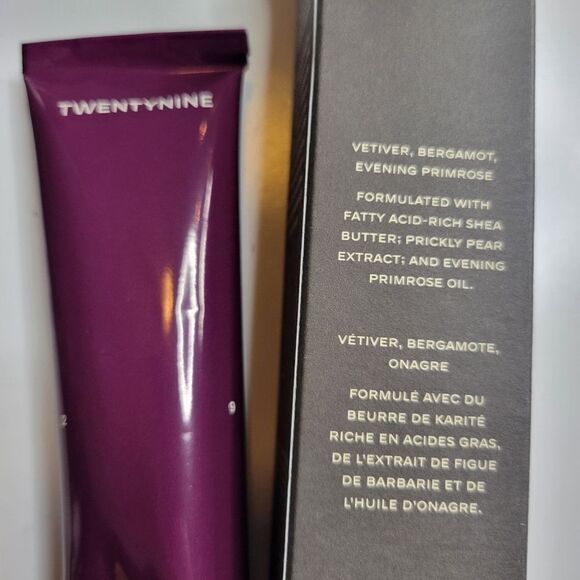 TWENTYNINE
2
9
VETIVER, BERGAMOT,
EVENING PRIMROSE
FORMULATED WITH
FATTY ACID-RICH SHEA
BUTTER; PRICKLY PEAR
EXTRACT; AND EVENING
PRIMROSE OIL.
VÉTIVER, BERGAMOTE,
ONAGRE
FORMULÉ AVEC DU
BEURRE DE KARITÉ
RICHE EN ACIDES GRAS,
DE L'EXTRAIT DE FIGUE
DE BARBARIE ET DE
L'HUILE D'ONAGRE.